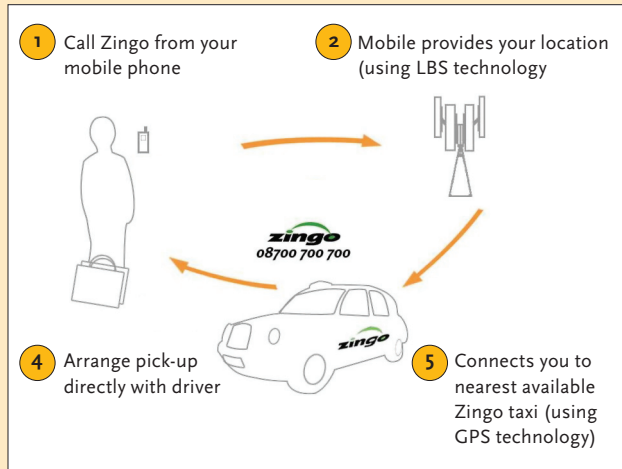 1 Call Zingo from your
mobile phone
2 Mobile provides your location
(using LBS technology
zingo
08700 700 700
zingo
4 Arrange pick-up
directly with driver
5 Connects you to
nearest available
Zingo taxi (using
GPS technology)